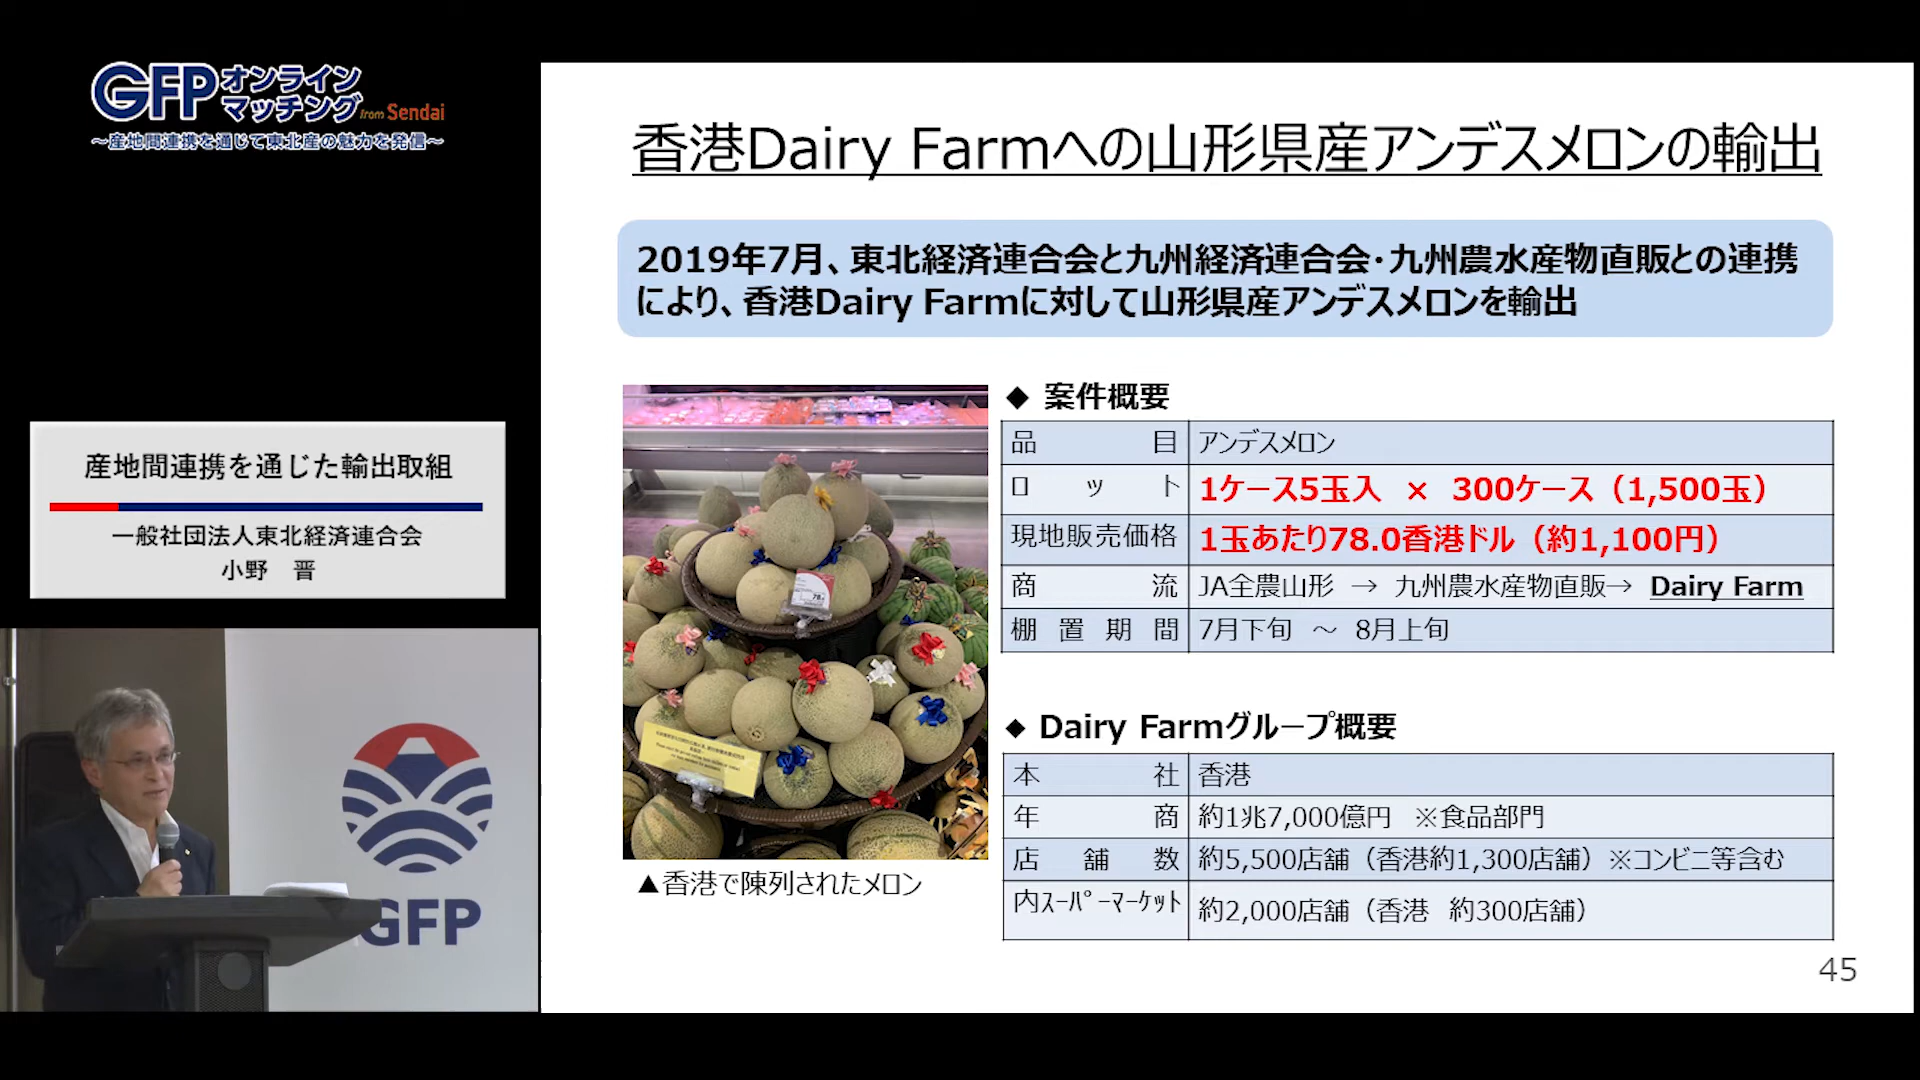 GFPオンライン
マッチング from Sendai
～産地間連携を通じて東北産の魅力を発信～
産地間連携を通じた輸出取組
一般社団法人東北経済連合会
小野　晋
GFP
香港Dairy Farmへの山形県産アンデスメロンの輸出
2019年7月、東北経済連合会と九州経済連合会・九州農水産物直販との連携
により、香港Dairy Farmに対して山形県産アンデスメロンを輸出
▲香港で陳列されたメロン
◆ 案件概要
品目 アンデスメロン
ロット 1ケース5玉入 × 300ケース（1,500玉）
現地販売価格 1玉あたり78.0香港ドル（約1,100円）
商流 JA全農山形 → 九州農水産物直販→ Dairy Farm
棚置期間 7月下旬 ～ 8月上旬
◆ Dairy Farmグループ概要
本社 香港
年商 約1兆7,000億円 ※食品部門
店舗数 約5,500店舗（香港約1,300店舗）※コンビニ等含む
内ｽｰﾊﾟｰﾏｰｹｯﾄ 約2,000店舗（香港 約300店舗）
45